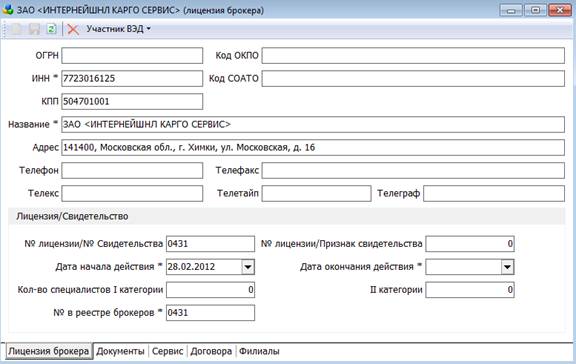 ЗАО <ИНТЕРНЕЙШНЛ КАРГО СЕРВИС> (лицензия брокера)
Участник ВЭД
ОГРН Код ОКПО
ИНН * 7723016125 Код СОАТО
КПП 504701001
Название * ЗАО <ИНТЕРНЕЙШНЛ КАРГО СЕРВИС>
Адрес 141400, Московская обл., г. Химки, ул. Московская, д. 16
Телефон Телефакс
Телекс Телетайп Телеграф
Лицензия/Свидетельство
№ лицензии/№ Свидетельства 0431 № лицензии/Признак свидетельства 0
Дата начала действия * 28.02.2012 Дата окончания действия *
Кол-во специалистов I категории 0 II категории 0
№ в реестре брокеров * 0431
Лицензия брокера Документы Сервис Договора Филиалы